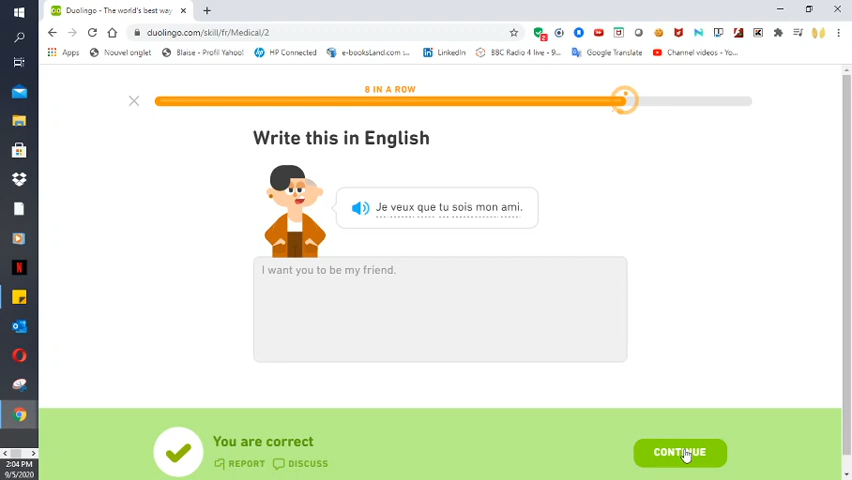 Duolingo - The world's best way
duolingo.com/skill/fr/Medical/2
Apps Nouvel onglet Blaise - Profil Yahoo! HP Connected e-booksLand.com :... LinkedIn BBC Radio 4 live - 9... Google Translate Channel videos - Yo...
8 IN A ROW
Write this in English
Je veux que tu sois mon ami.
I want you to be my friend.
You are correct
REPORT DISCUSS
CONTINUE
2:04 PM
9/5/2020